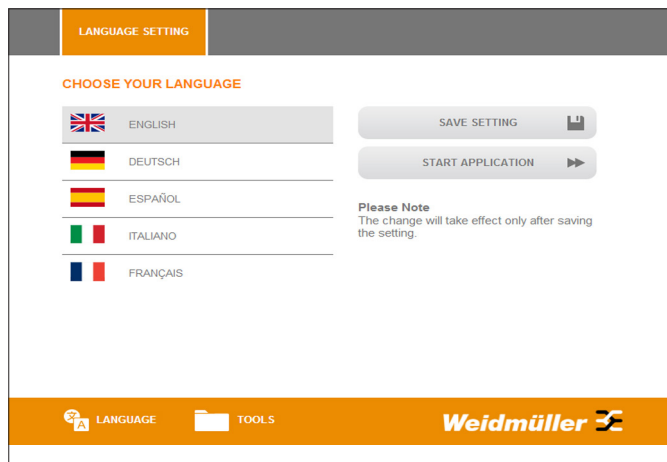 LANGUAGE SETTING
CHOOSE YOUR LANGUAGE
ENGLISH
DEUTSCH
ESPAÑOL
ITALIANO
FRANÇAIS
SAVE SETTING
START APPLICATION
Please Note
The change will take effect only after saving
the setting.
文 A LANGUAGE
TOOLS
Weidmüller